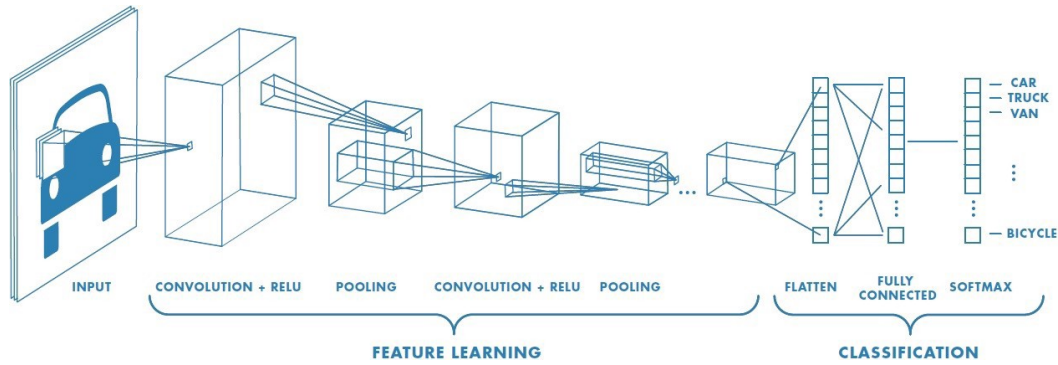 CAR
TRUCK
VAN
BICYCLE
INPUT
CONVOLUTION + RELU
POOLING
CONVOLUTION + RELU
POOLING
FLATTEN
FULLY
CONNECTED
SOFTMAX
FEATURE LEARNING
CLASSIFICATION